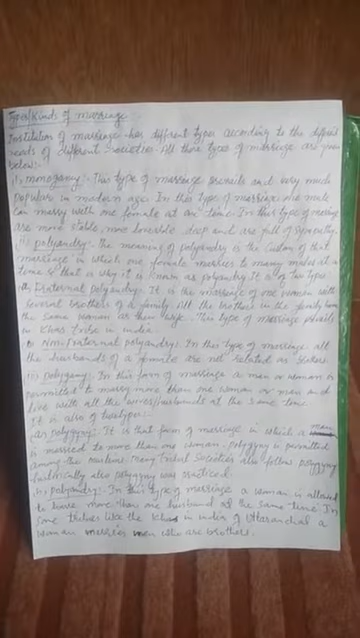 Types/Kinds of marriage :-
Institution of marriage has different types according to the different
needs of different societies. All these types of marriage are given
below:-
(i) monogamy :- This type of marriage prevails and very much
popular in modern age. In this type of marriage one male
can marry with one female at one time. In this type of marriage
are more stable, more durable deep and are full of sympathy.
(ii) polyandry:- The meaning of polyandry is the custom of that
marriage in which one female marries to many males at a
time & that is why it is known as polyandry. It is of two types
(a) Fraternal polyandry: It is the marriage of one woman with
several brothers of a family. All the brothers in the family have
the same woman as their wife. This type of marriage prevails
in khas tribe in india.
(b) Non-Fraternal polyandry: In this type of marriage all
the husbands of a female are not related as
(iii) polygamy: In this form of marriage a man or woman is
permitted to marry more than one woman or man and
live with all the wives/husbands at the same time
It is also of two types:-
(a) polygyny: It is that form of marriage in which a man
is married to more than one woman. polygyny is permitted
among the muslims. many tribal societies also follow polygyny
historically also polygyny was practised.
(b) polyandry: In this type of marriage a woman is allowed
to have more than one husband at the same time. In
some tribes like the khas in india of Uttaranchal a
woman marries men who are brothers.